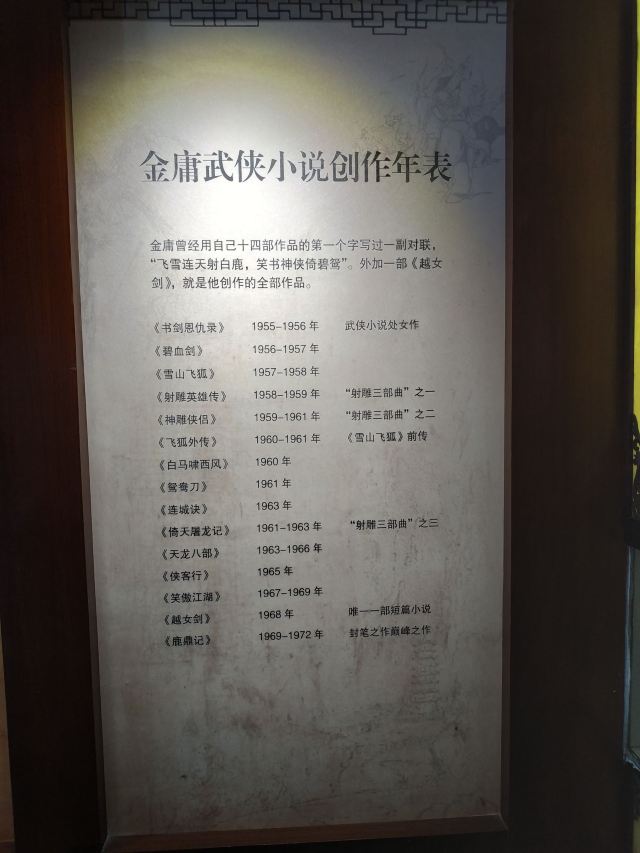 金庸武侠小说创作年表
金庸曾经用自己十四部作品的第一个字写过一副对联，
“飞雪连天射白鹿，笑书神侠倚碧鸳”。外加一部《越女
剑》，就是他创作的全部作品。
《书剑恩仇录》 1955-1956 年 武侠小说处女作
《碧血剑》 1956-1957 年
《雪山飞狐》 1957-1958 年
《射雕英雄传》 1958-1959 年 “射雕三部曲”之一
《神雕侠侣》 1959-1961 年 “射雕三部曲”之二
《飞狐外传》 1960-1961 年 《雪山飞狐》前传
《白马啸西风》 1960 年
《鸳鸯刀》 1961 年
《连城诀》 1963 年
《倚天屠龙记》 1961-1963 年 “射雕三部曲”之三
《天龙八部》 1963-1966 年
《侠客行》 1965 年
《笑傲江湖》 1967-1969 年
《越女剑》 1968 年 唯一一部短篇小说
《鹿鼎记》 1969-1972 年 封笔之作巅峰之作